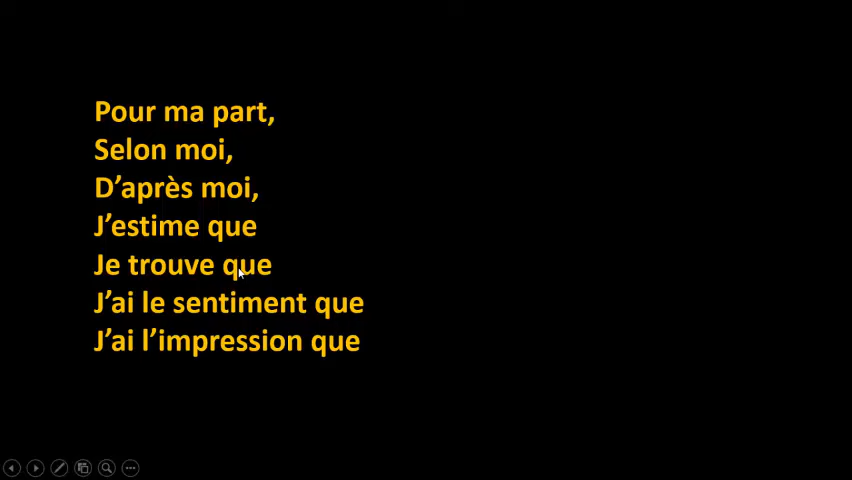 Pour ma part,
Selon moi,
D’après moi,
J’estime que
Je trouve que
J’ai le sentiment que
J’ai l’impression que